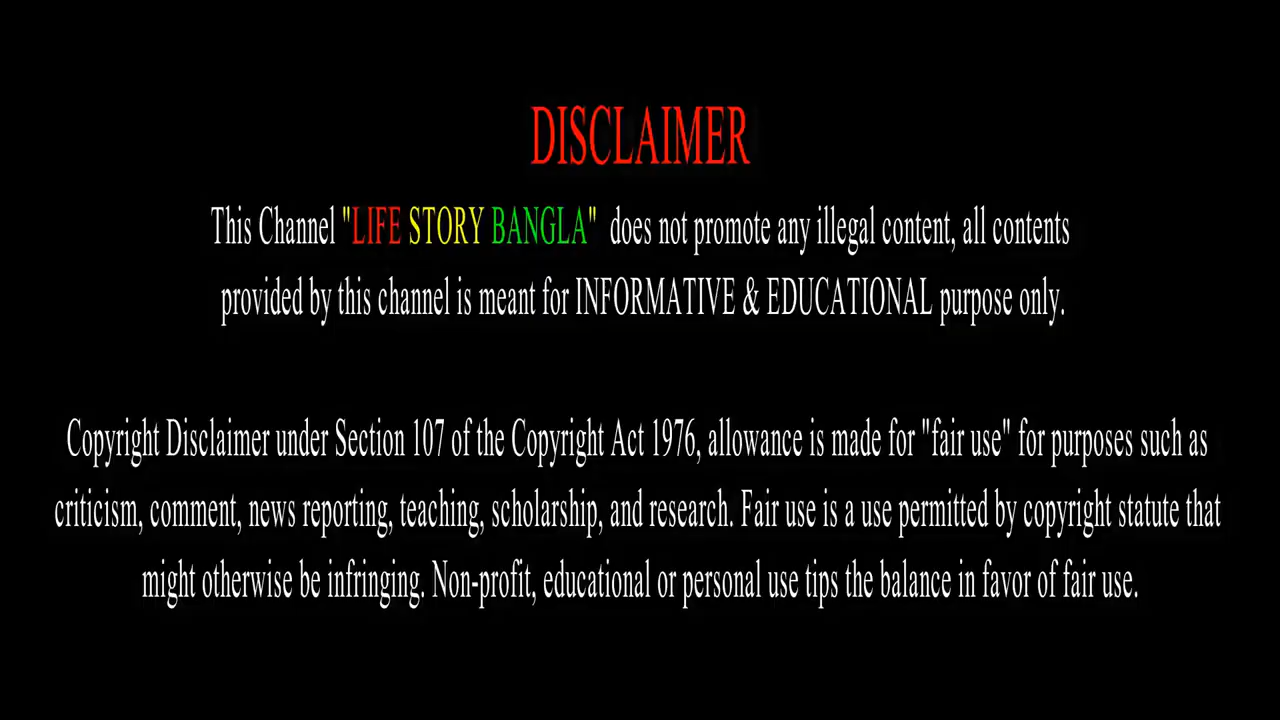 DISCLAIMER
This Channel "LIFE STORY BANGLA" does not promote any illegal content, all contents
provided by this channel is meant for INFORMATIVE & EDUCATIONAL purpose only.
Copyright Disclaimer under Section 107 of the Copyright Act 1976, allowance is made for "fair use" for purposes such as
criticism, comment, news reporting, teaching, scholarship, and research. Fair use is a use permitted by copyright statute that
might otherwise be infringing. Non-profit, educational or personal use tips the balance in favor of fair use.